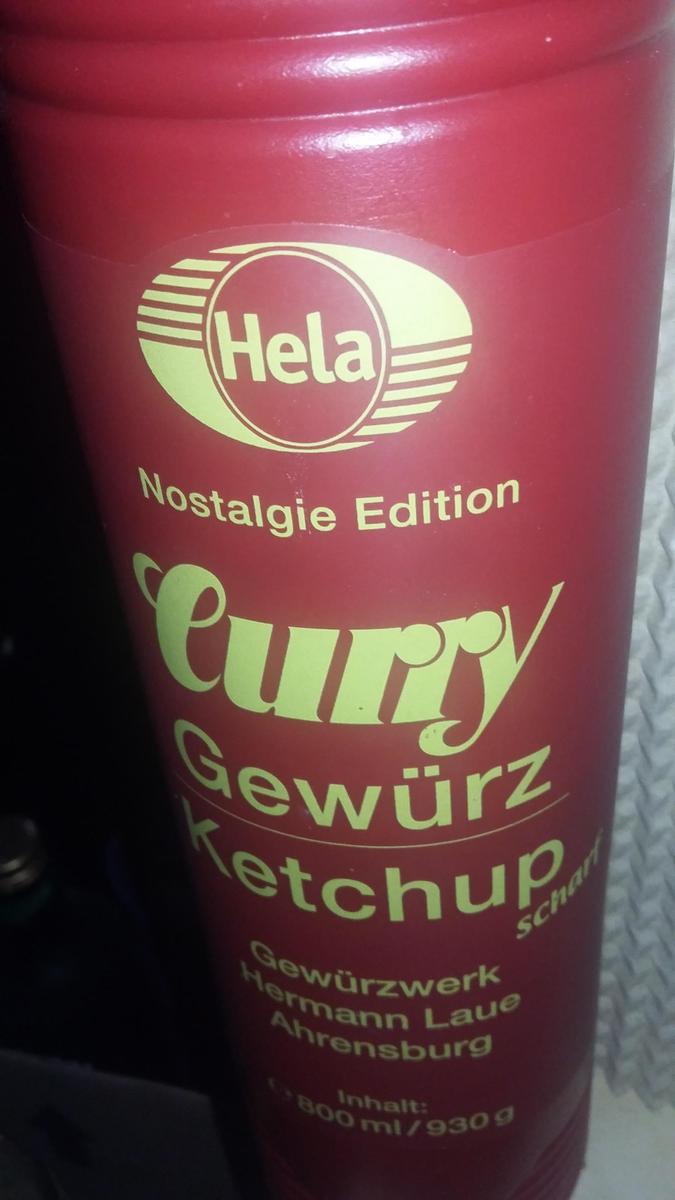 Hela
Nostalgie Edition
Curry
Gewürz
Ketchup
scharf
Gewürzwerk
Hermann Laue
Ahrensburg
Inhalt:
℮ 800 ml / 930 g